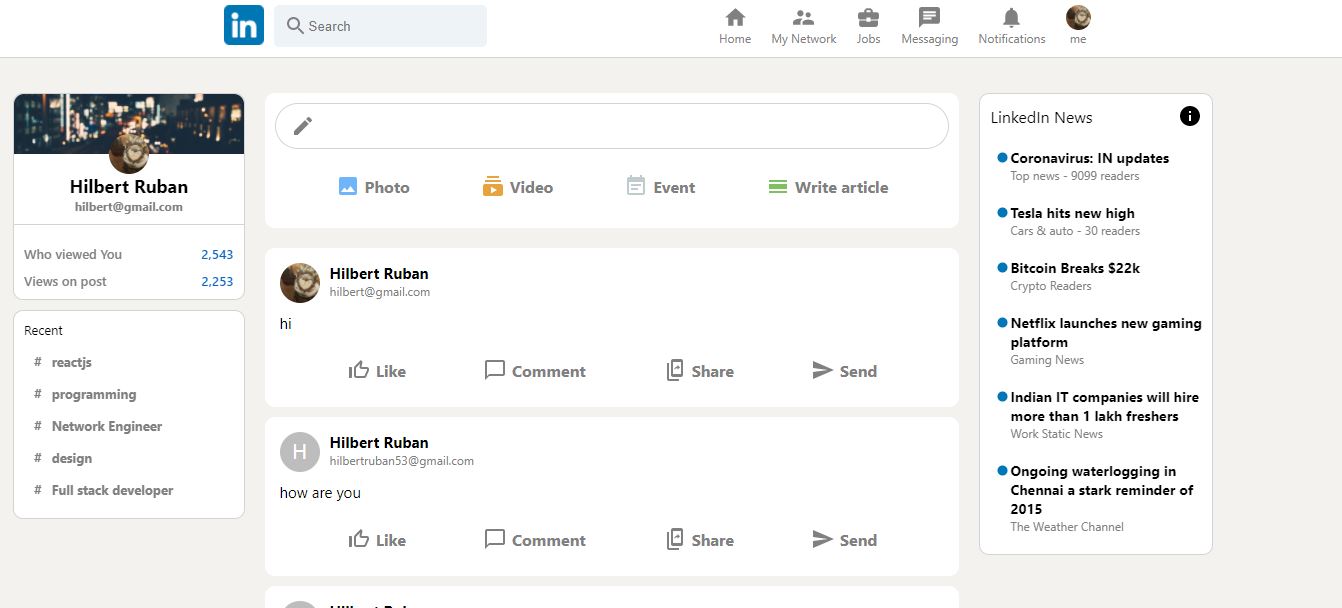 in
Search
Home
My Network
Jobs
Messaging
Notifications
me
Hilbert Ruban
hilbert@gmail.com
Who viewed You 2,543
Views on post 2,253
Recent
# reactjs
# programming
# Network Engineer
# design
# Full stack developer
Photo
Video
Event
Write article
Hilbert Ruban
hilbert@gmail.com
hi
Like
Comment
Share
Send
H
Hilbert Ruban
hilbertruban53@gmail.com
how are you
Like
Comment
Share
Send
LinkedIn News
Coronavirus: IN updates
Top news - 9099 readers
Tesla hits new high
Cars & auto - 30 readers
Bitcoin Breaks $22k
Crypto Readers
Netflix launches new gaming
platform
Gaming News
Indian IT companies will hire
more than 1 lakh freshers
Work Static News
Ongoing waterlogging in
Chennai a stark reminder of
2015
The Weather Channel